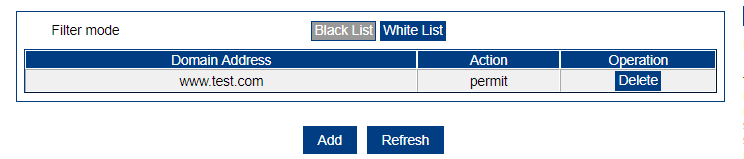 Filter mode Black List White List
Domain Address Action Operation
www.test.com permit Delete
Add Refresh